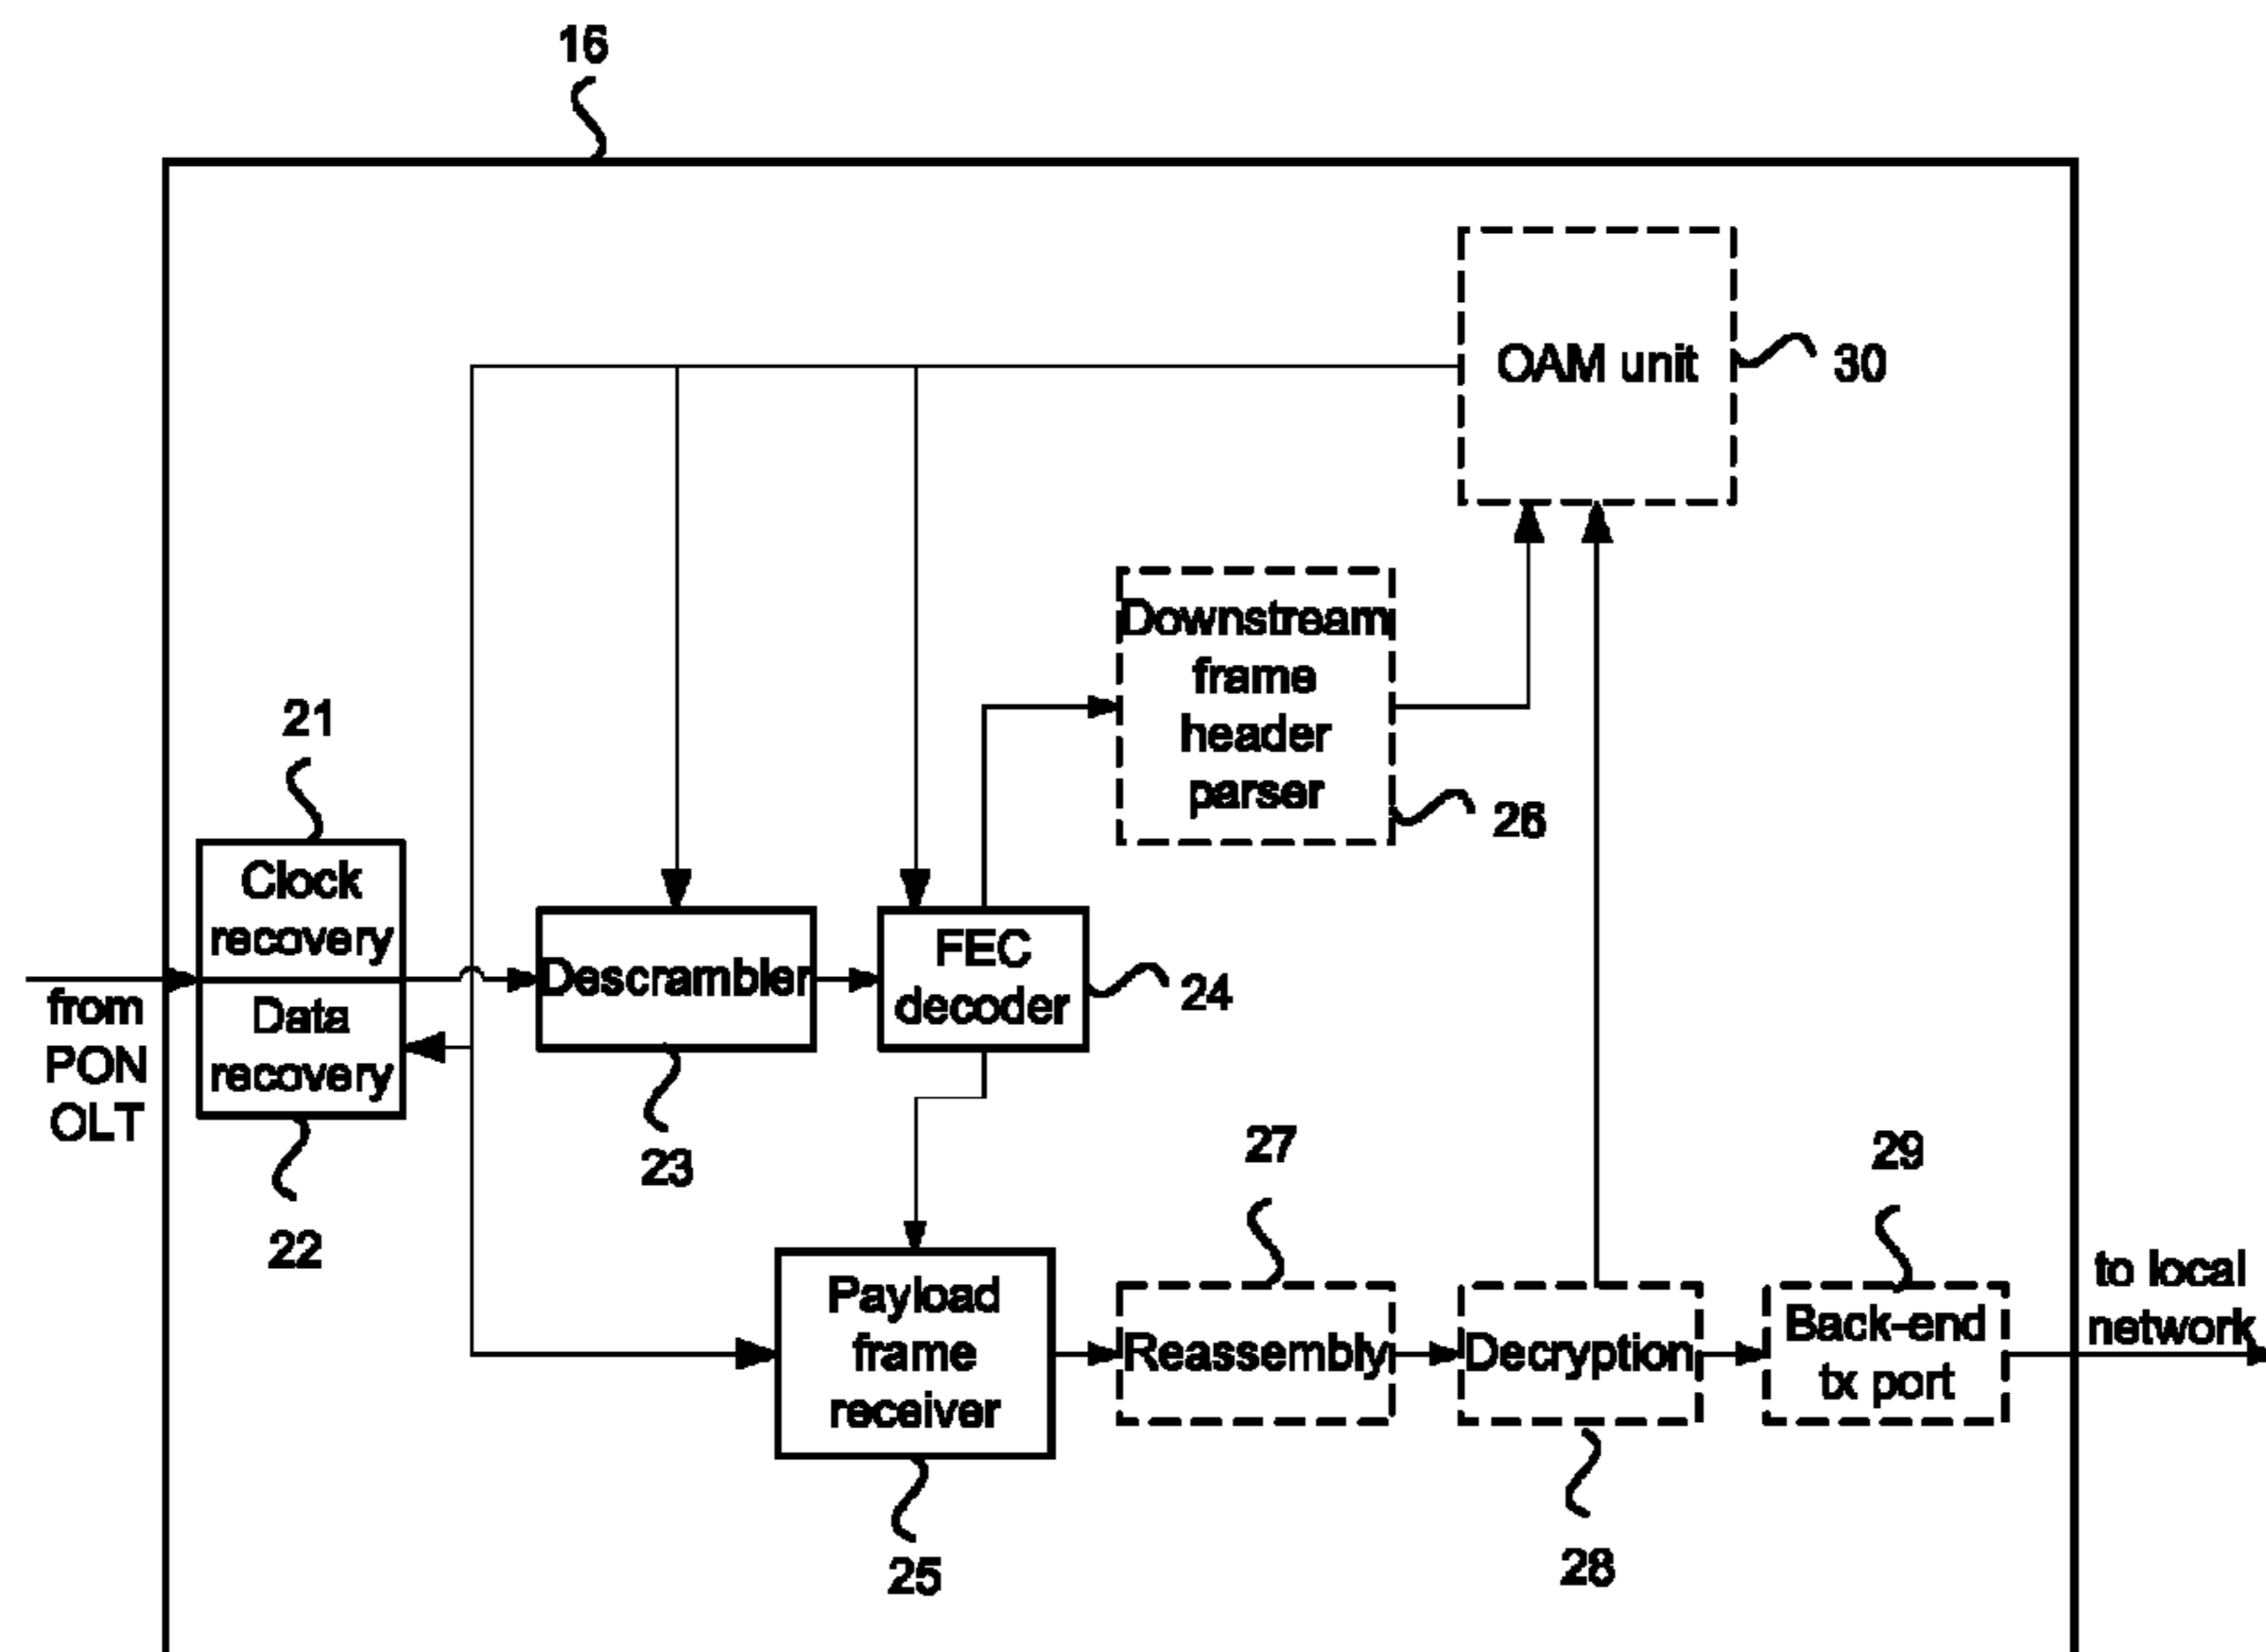 16
OAM unit
30
Downstream
frame
header
parser
26
21
Clock
recovery
Data
recovery
22
from
PON
OLT
Descrambler
23
FEC
decoder
24
Payload
frame
receiver
25
27
Reassembly
Decryption
28
29
Back-end
tx port
to local
network